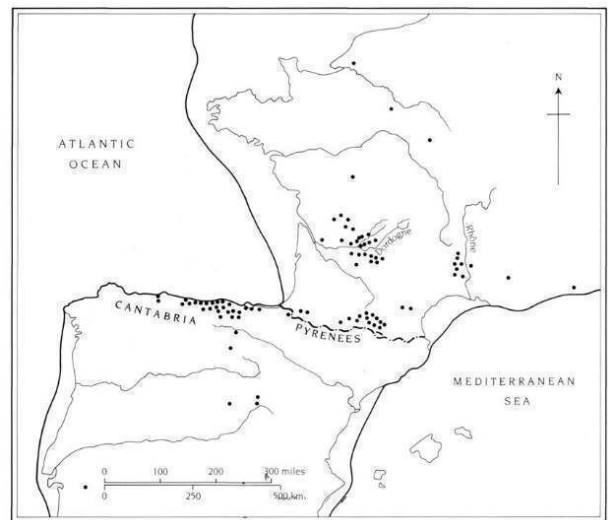 N
ATLANTIC
OCEAN
Dordogne
Rhône
CANTABRIA
PYRENEES
MEDITERRANEAN
SEA
0 100 200 300 miles
0 250 500 km.